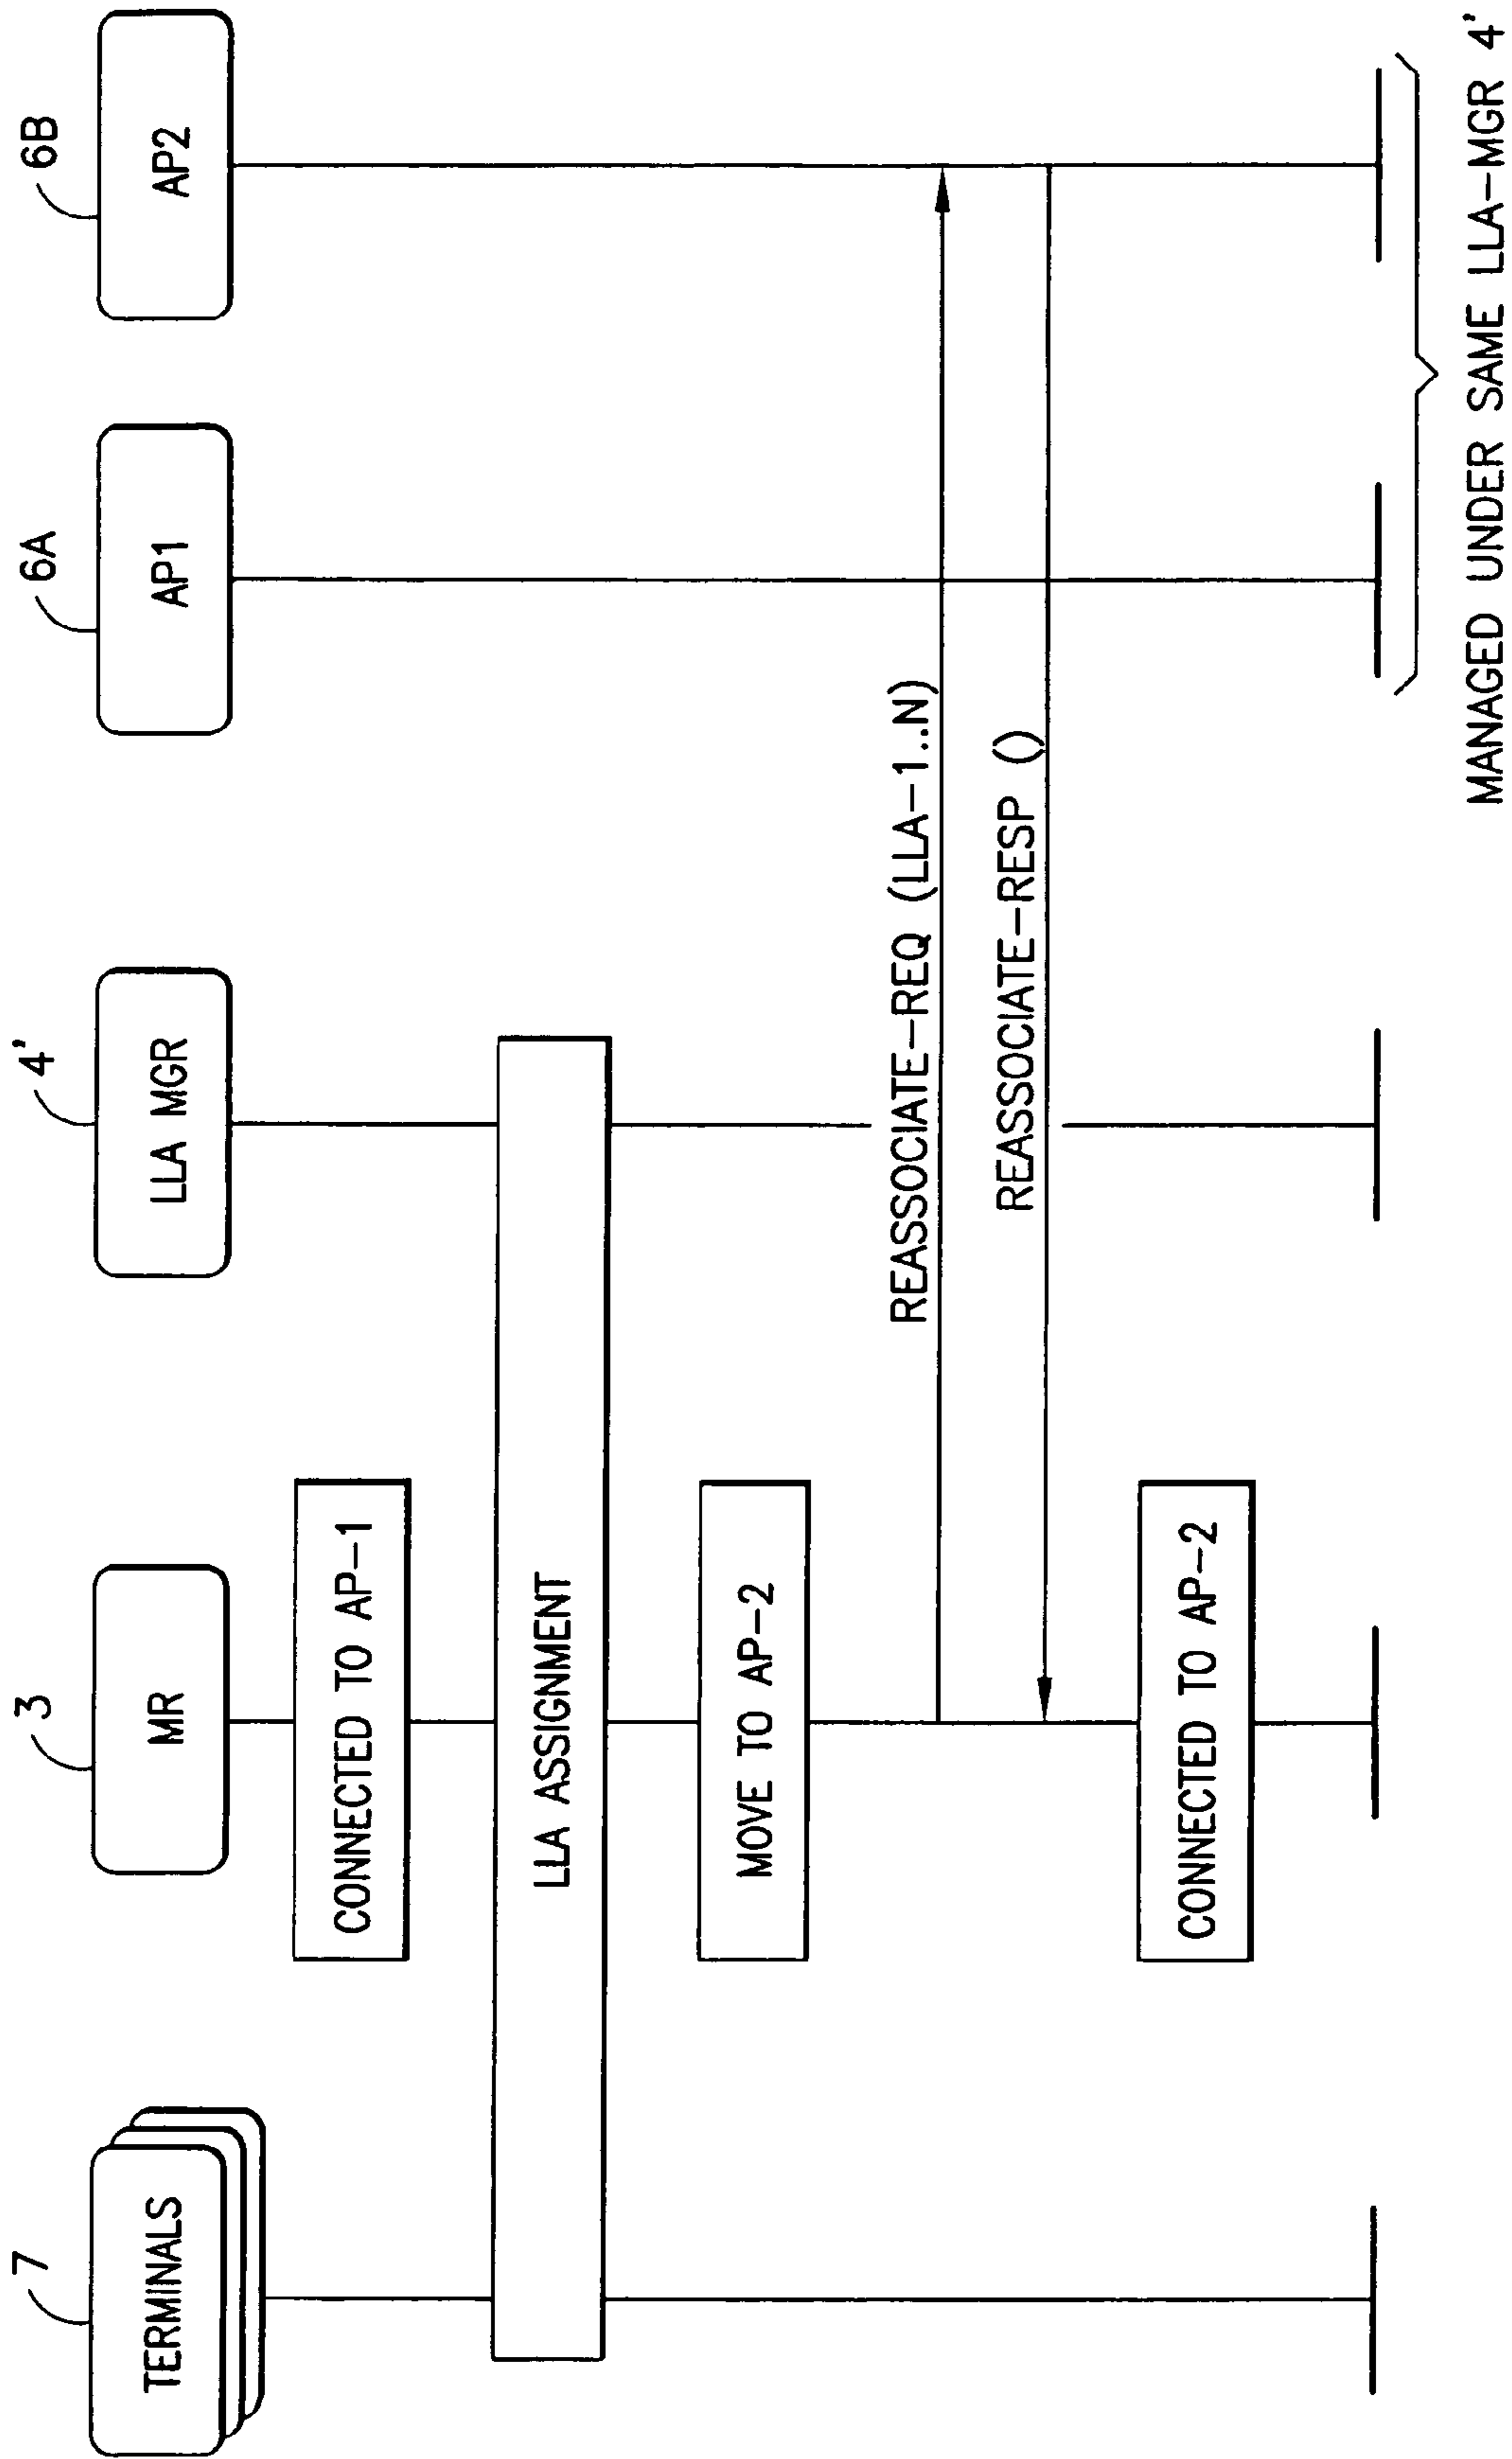 7
3
4'
6A
6B
TERMINALS
MR
LLA MGR
AP1
AP2
CONNECTED TO AP-1
LLA ASSIGNMENT
MOVE TO AP-2
REASSOCIATE-REQ (LLA-1..N)
REASSOCIATE-RESP ()
CONNECTED TO AP-2
MANAGED UNDER SAME LLA-MGR 4'